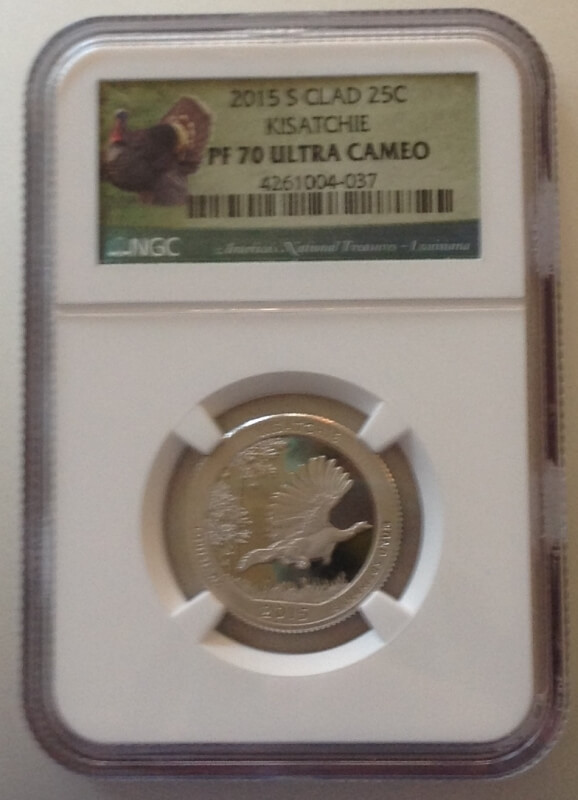 2015 S CLAD 25C
KISATCHIE
PF 70 ULTRA CAMEO
4261004-037
NGC
America's National Treasures - Louisiana
2015